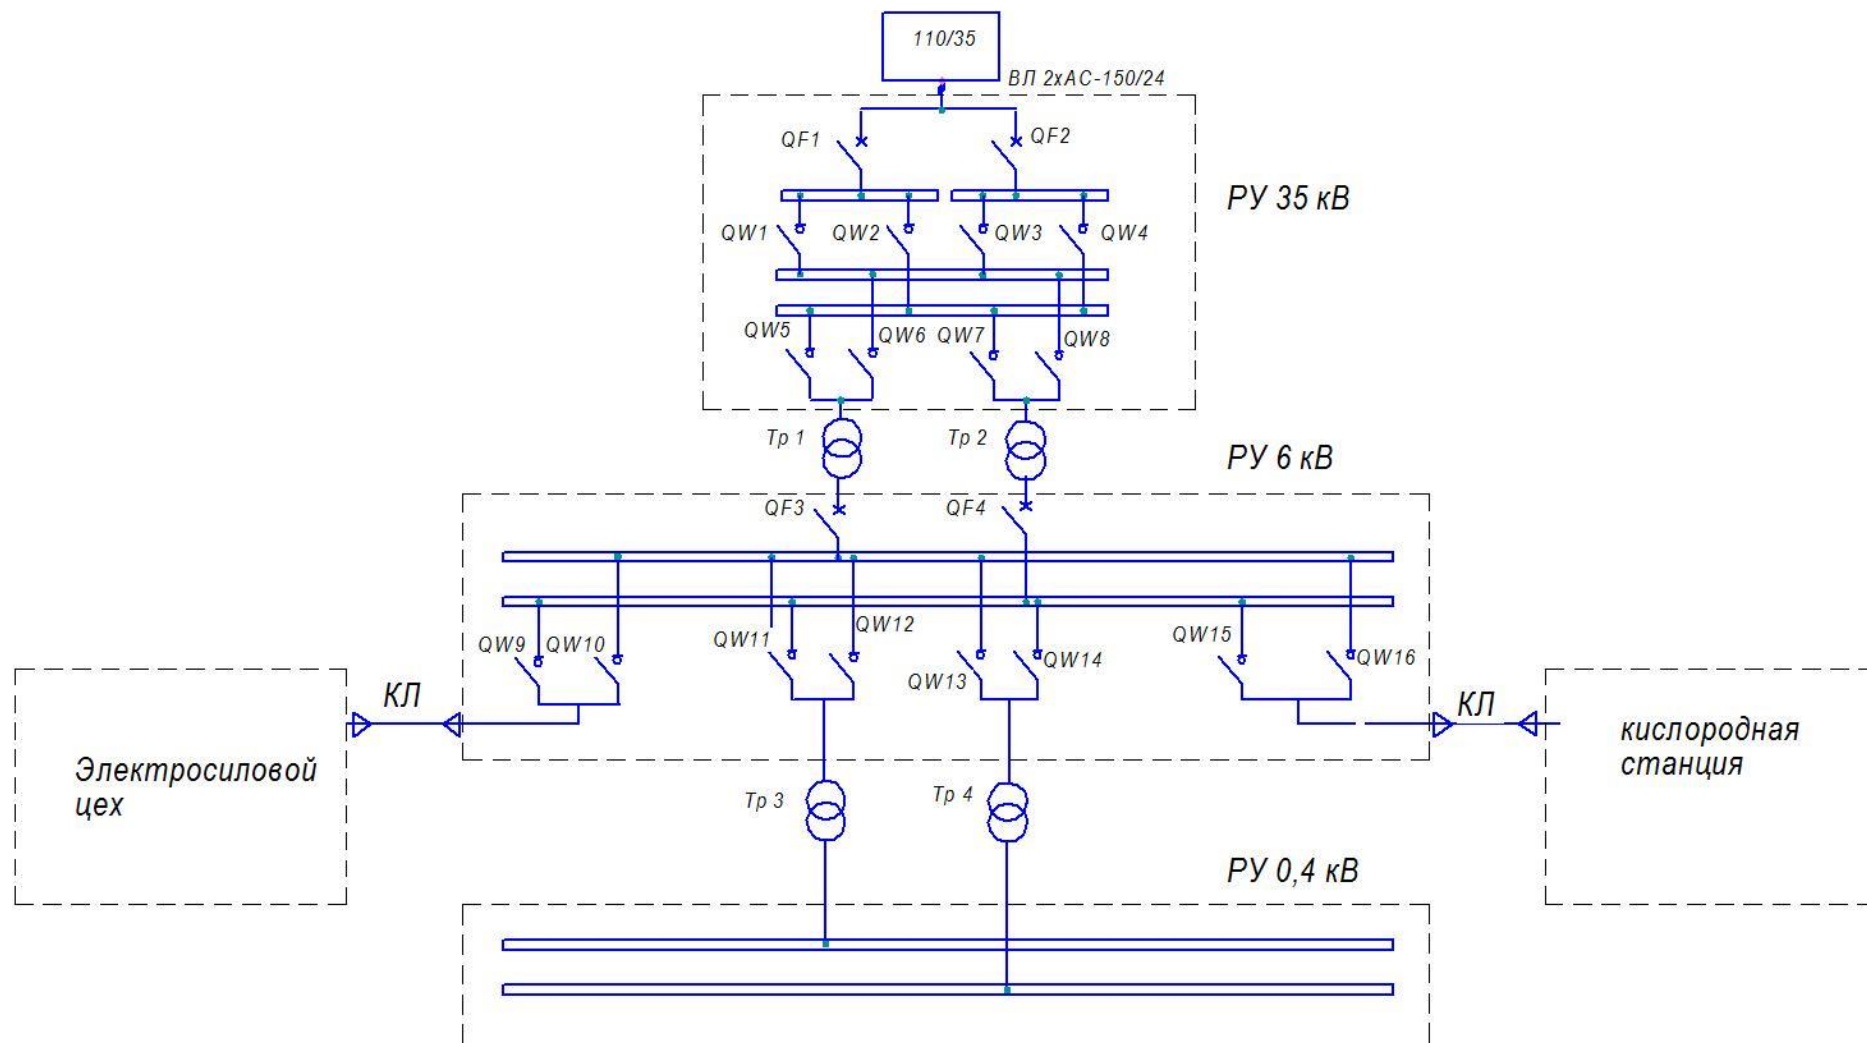 110/35
ВЛ 2хАС-150/24
QF1
QF2
РУ 35 кВ
QW1
QW2
QW3
QW4
QW5
QW6
QW7
QW8
Тр 1
Тр 2
РУ 6 кВ
QF3
QF4
QW9
QW10
QW11
QW12
QW13
QW14
QW15
QW16
КЛ
КЛ
Электросиловой
цех
кислородная
станция
Тр 3
Тр 4
РУ 0,4 кВ